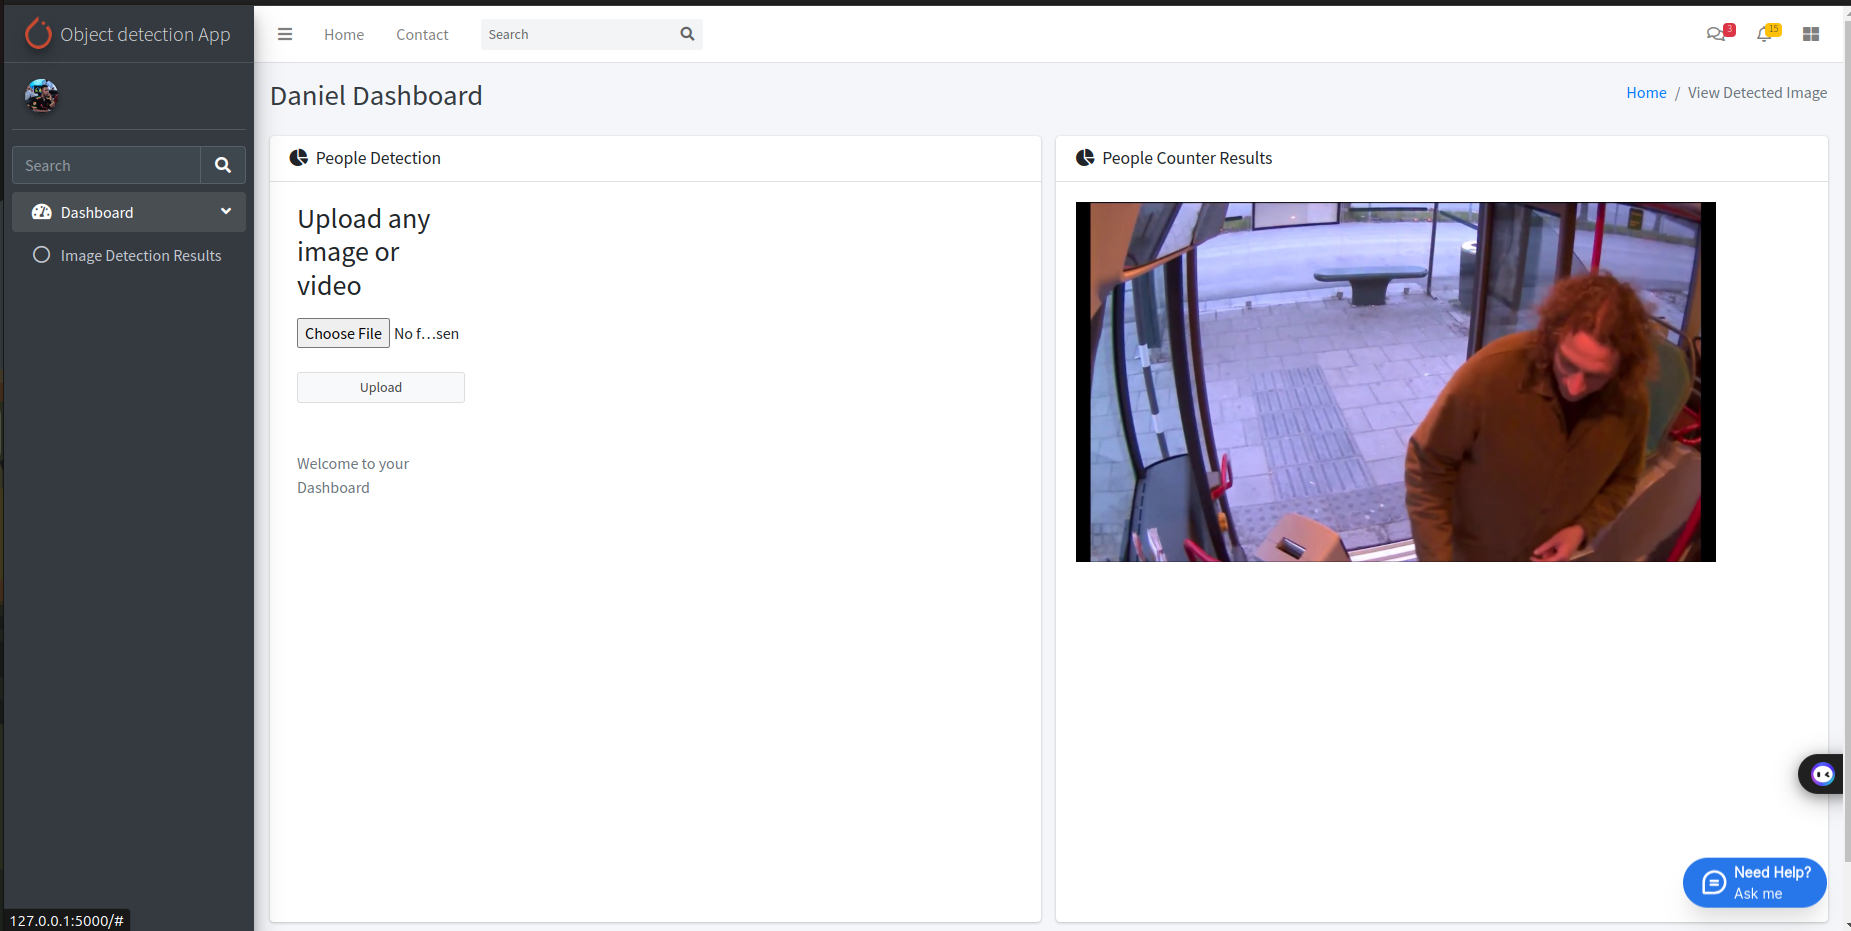 Object detection App
Home
Contact
Search
3
15
Search
Dashboard
Image Detection Results
Daniel Dashboard
Home / View Detected Image
People Detection
Upload any
image or
video
Choose File No f...sen
Upload
Welcome to your
Dashboard
People Counter Results
Need Help?
Ask me
127.0.0.1:5000/#